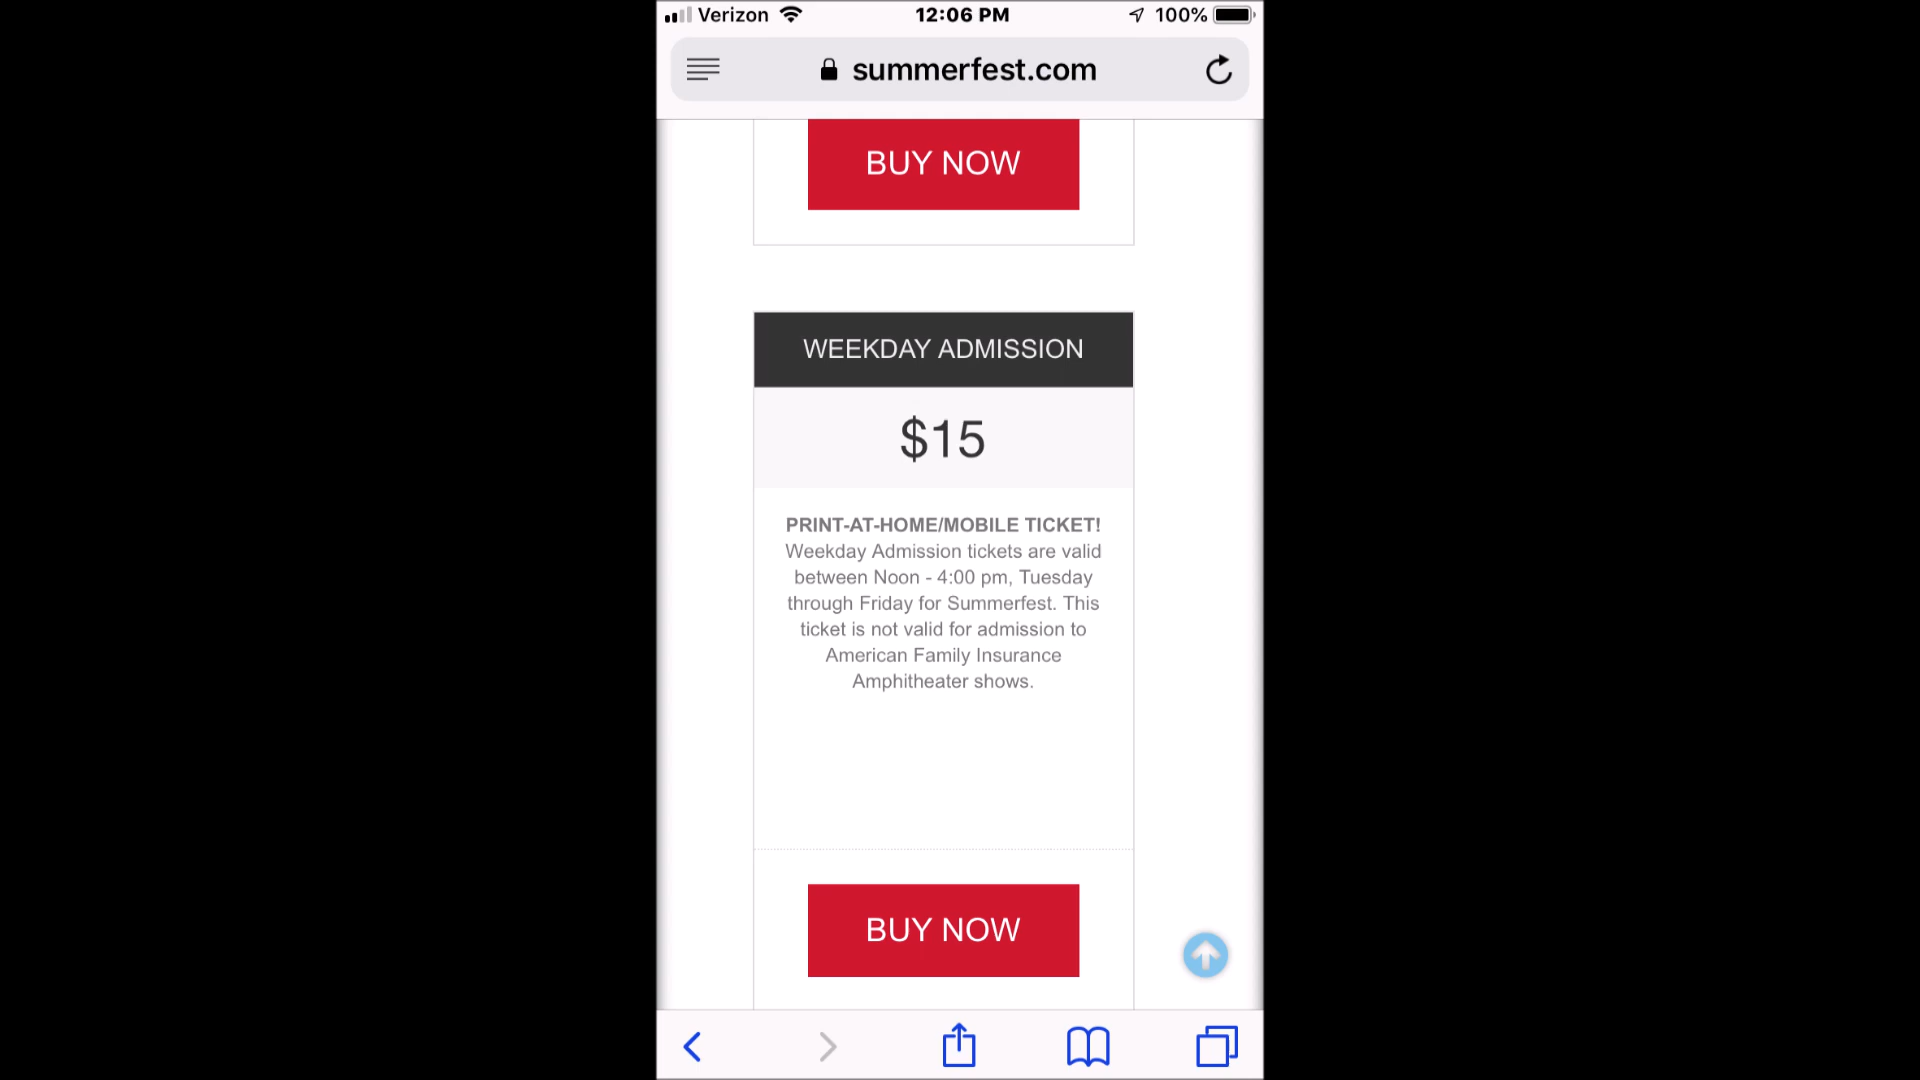 Verizon 12:06 PM 100%
summerfest.com
BUY NOW
WEEKDAY ADMISSION
$15
PRINT-AT-HOME/MOBILE TICKET!
Weekday Admission tickets are valid
between Noon - 4:00 pm, Tuesday
through Friday for Summerfest. This
ticket is not valid for admission to
American Family Insurance
Amphitheater shows.
BUY NOW